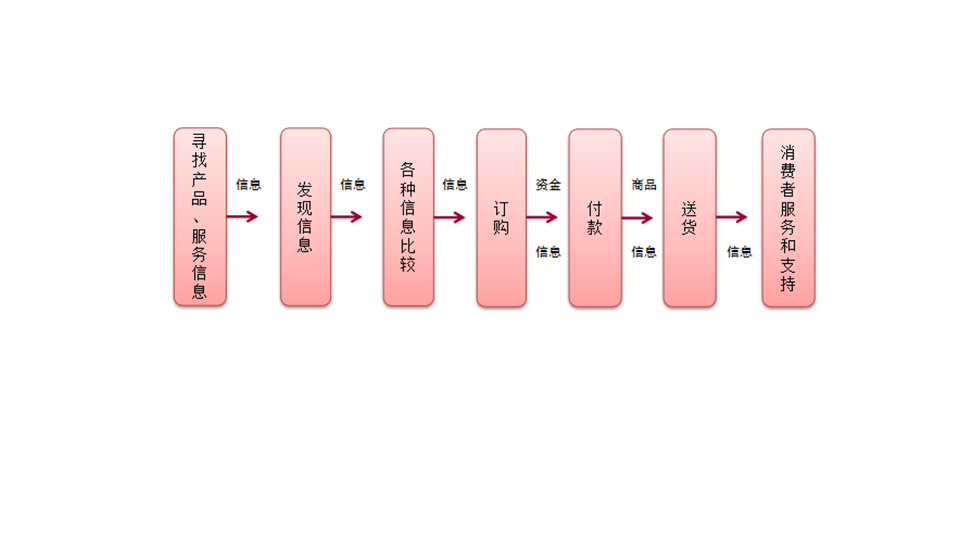 寻找产品、服务信息
信息
发现信息
信息
各种信息比较
信息
订购
资金
信息
付款
商品
信息
送货
信息
消费者服务和支持